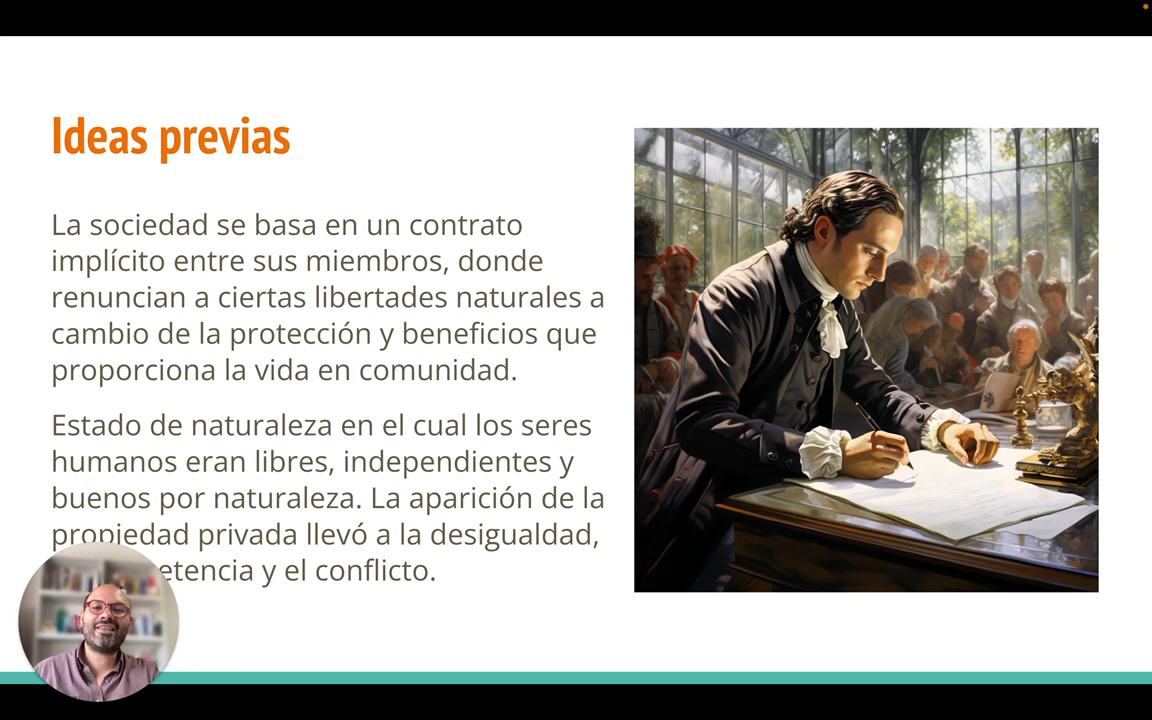 Ideas previas
La sociedad se basa en un contrato
implícito entre sus miembros, donde
renuncian a ciertas libertades naturales a
cambio de la protección y beneficios que
proporciona la vida en comunidad.
Estado de naturaleza en el cual los seres
humanos eran libres, independientes y
buenos por naturaleza. La aparición de la
propiedad privada llevó a la desigualdad,
y el conflicto.